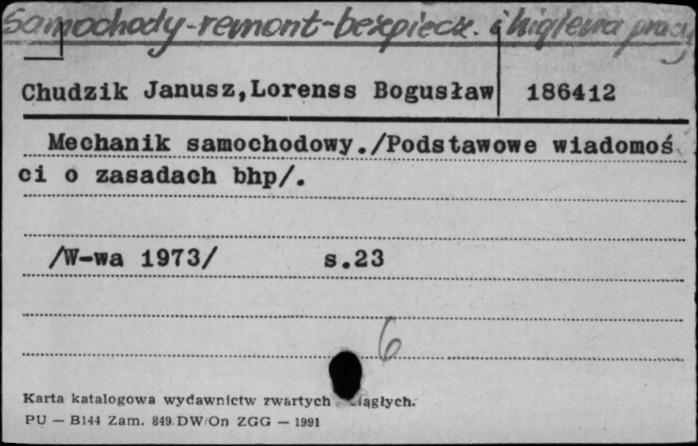 Samochody-remont-bezpiecz. i higiena pracy
Chudzik Janusz,Lorenss Bogusław 186412
Mechanik samochodowy./Podstawowe wiadomoś
ci o zasadach bhp/.
/W-wa 1973/ s.23
6
Karta katalogowa wydawnictw zwartych
PU — B144 Zam. 849.DW/On ZGG — 1991